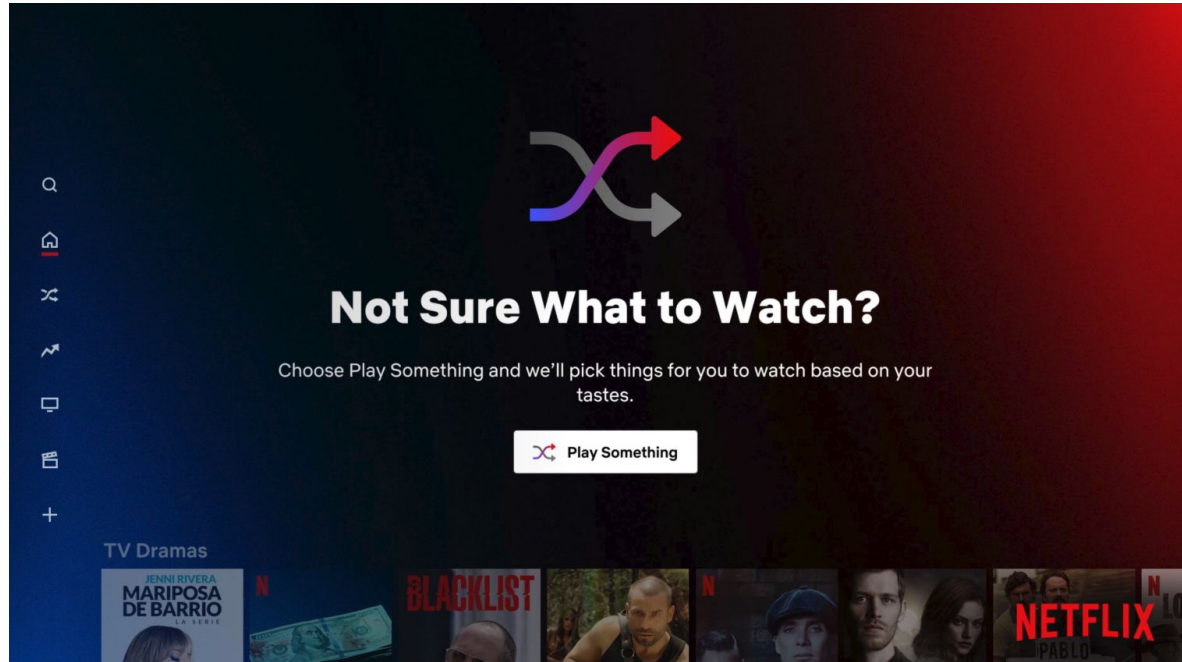 Not Sure What to Watch?
Choose Play Something and we'll pick things for you to watch based on your
tastes.
Play Something
TV Dramas
JENNI RIVERA
MARIPOSA
DE BARRIO
LA SERIE
N
BLACKLIST
N
PABLO
N
NETFLIX